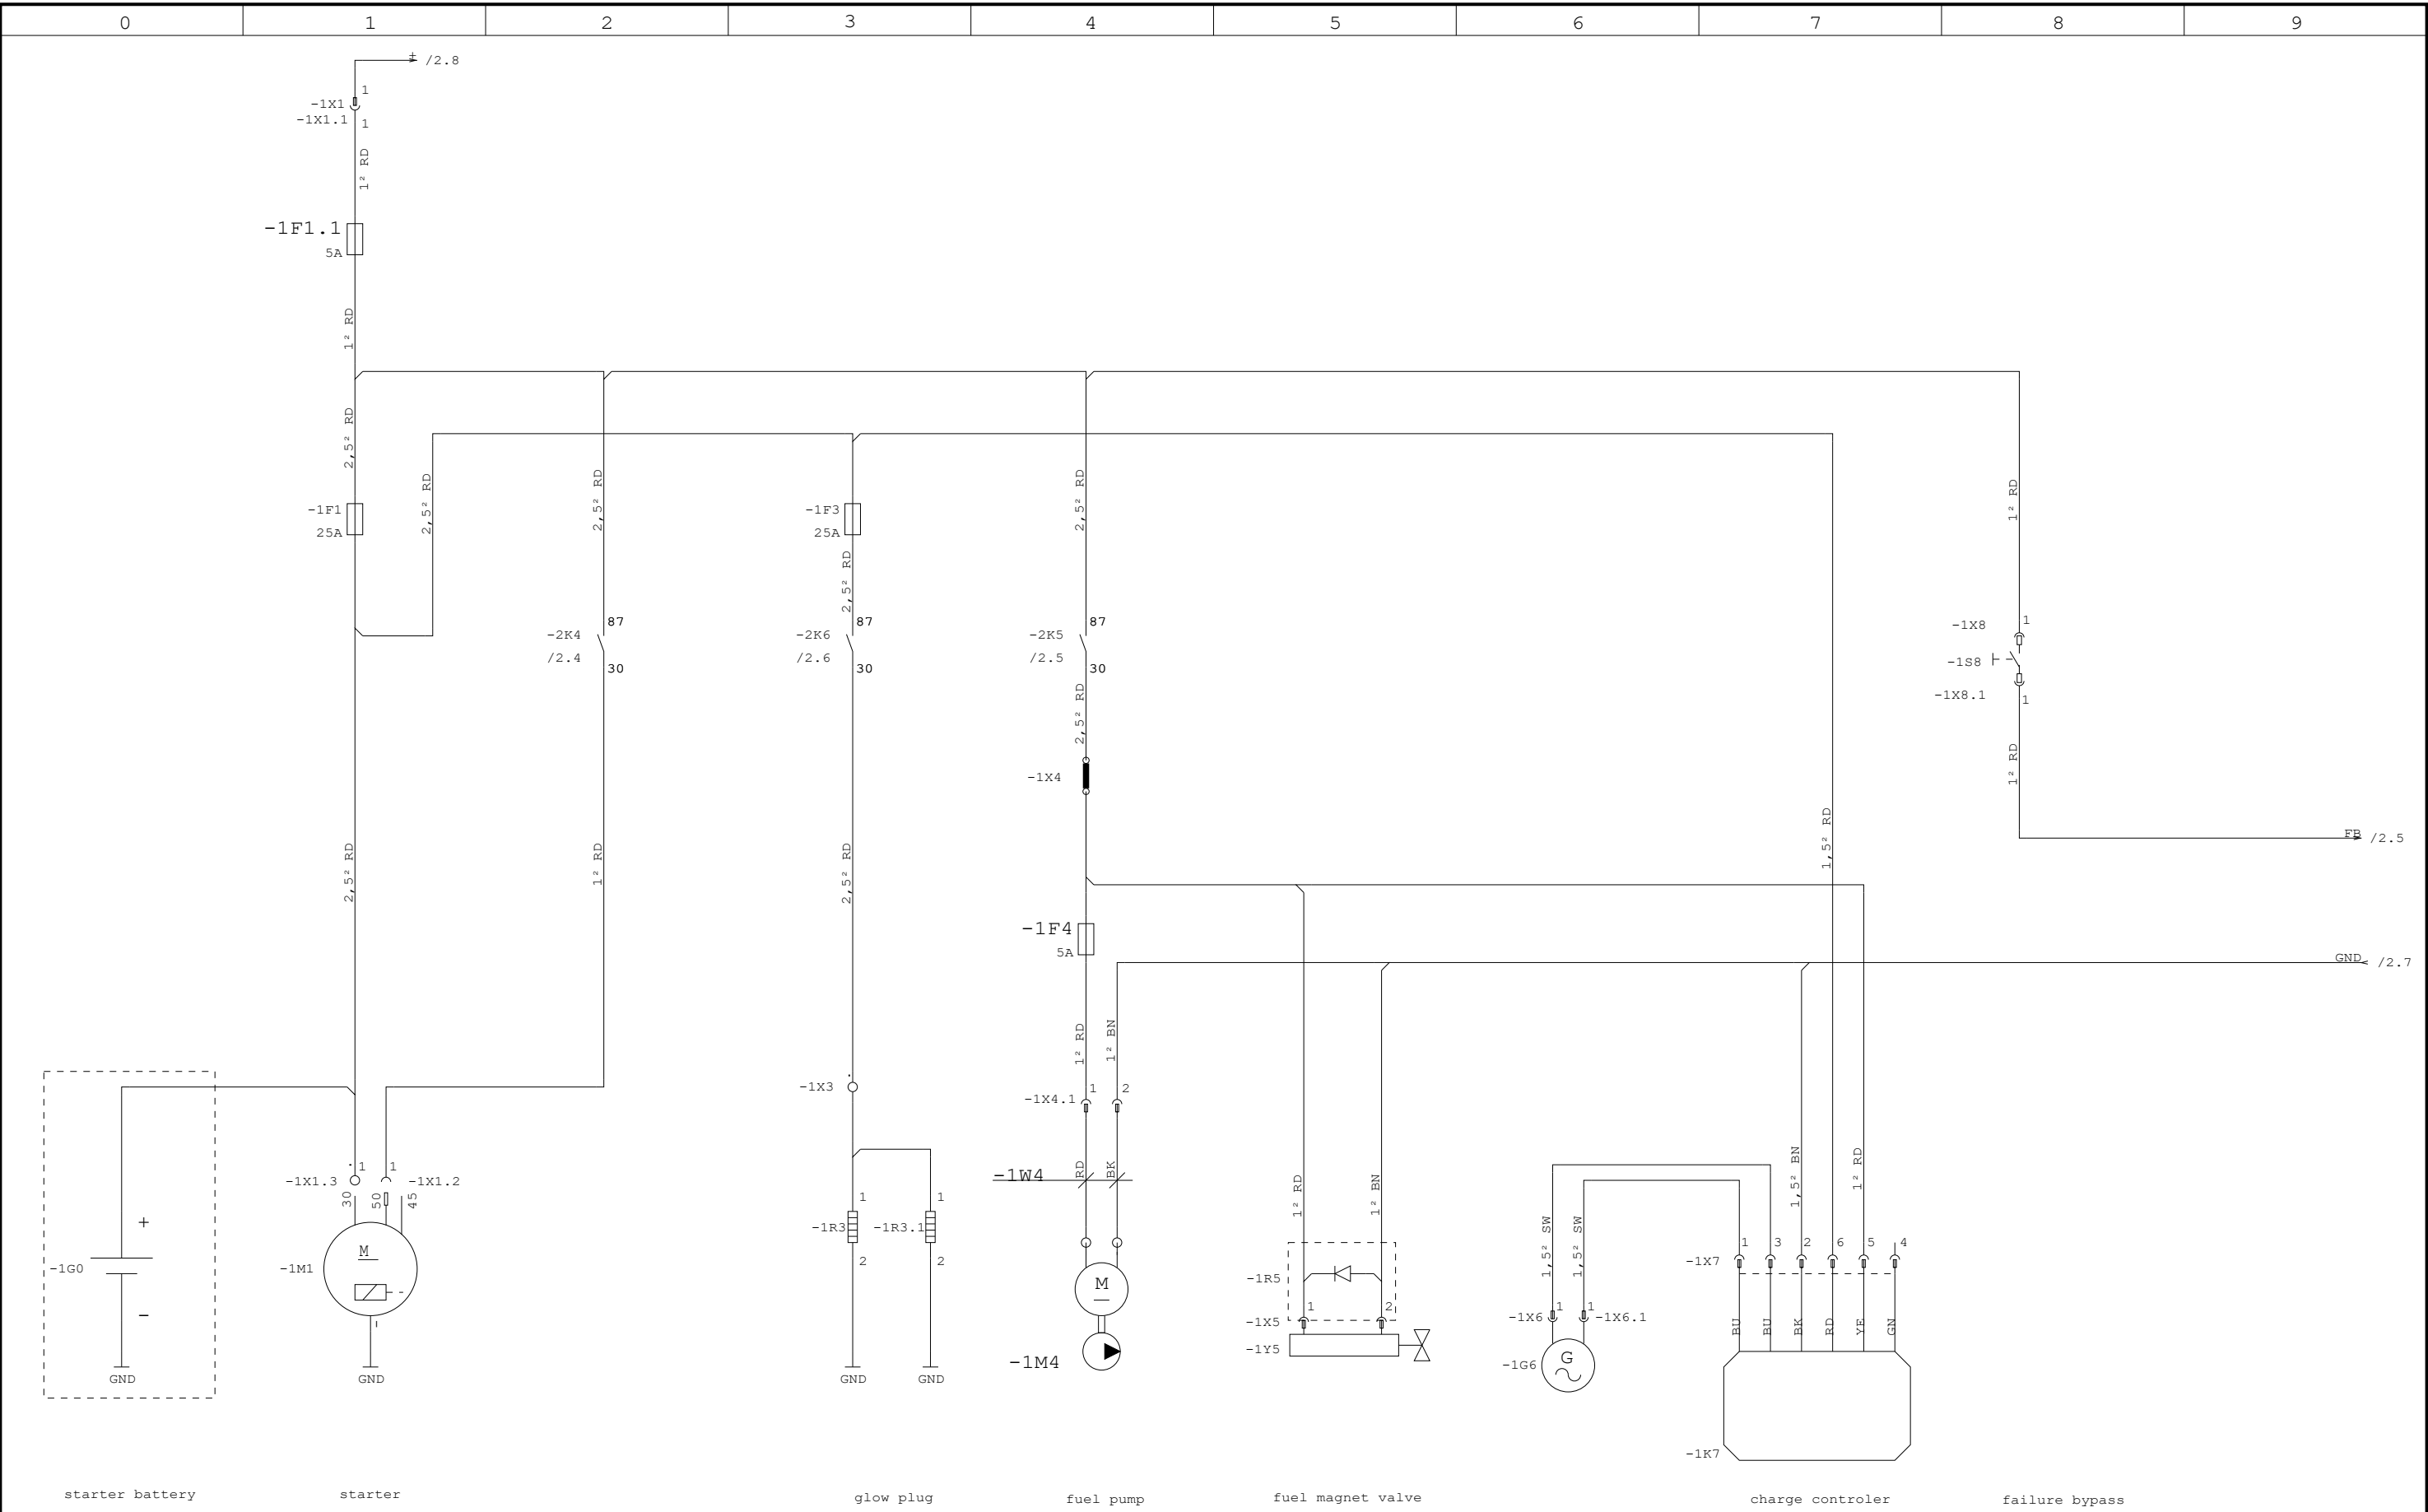 0 1 2 3 4 5 6 7 8 9
+ /2.8
1
-1X1
-1X1.1 1
1² RD
-1F1.1
5A
1² RD
2,5² RD
2,5² RD
2,5² RD
2,5² RD
1² RD
-1F1
25A
-1F3
25A
2,5² RD
87
-2K4
/2.4
30
87
-2K6
/2.6
30
87
-2K5
/2.5
30
1
-1X8
-1S8
-1X8.1
1
2,5² RD
-1X4
1² RD
2,5² RD
1² RD
2,5² RD
1,5² RD
FB /2.5
-1F4
5A
GND /2.7
1² RD
1² BN
-1X3
-1X4.1 1 2
-1W4
RD
BK
-1X1.3 1
1 -1X1.2
30
50
45
1² RD
1² BN
1,5² BN
1² RD
1 1
-1R3 -1R3.1
2 2
1,5² SW
1,5² SW
-1X7 1 3 2 6 5 4
+
-1G0
-
-1M1
M
GND
GND
GND
GND
M
-1M4
-1R5
1 2
-1X5
-1Y5
-1X6 1
1 -1X6.1
-1G6
G
BU
BU
BK
RD
YE
GN
-1K7
starter battery
starter
glow plug
fuel pump
fuel magnet valve
charge controler
failure bypass